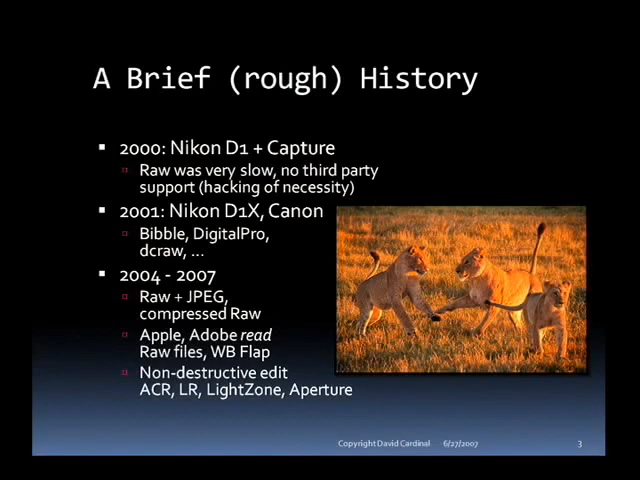 A Brief (rough) History
▪ 2000: Nikon D1 + Capture
▫ Raw was very slow, no third party
support (hacking of necessity)
▪ 2001: Nikon D1X, Canon
▫ Bibble, DigitalPro,
dcraw, ...
▪ 2004 - 2007
▫ Raw + JPEG,
compressed Raw
▫ Apple, Adobe read
Raw files, WB Flap
▫ Non-destructive edit
ACR, LR, LightZone, Aperture
Copyright David Cardinal 6/27/2007 3